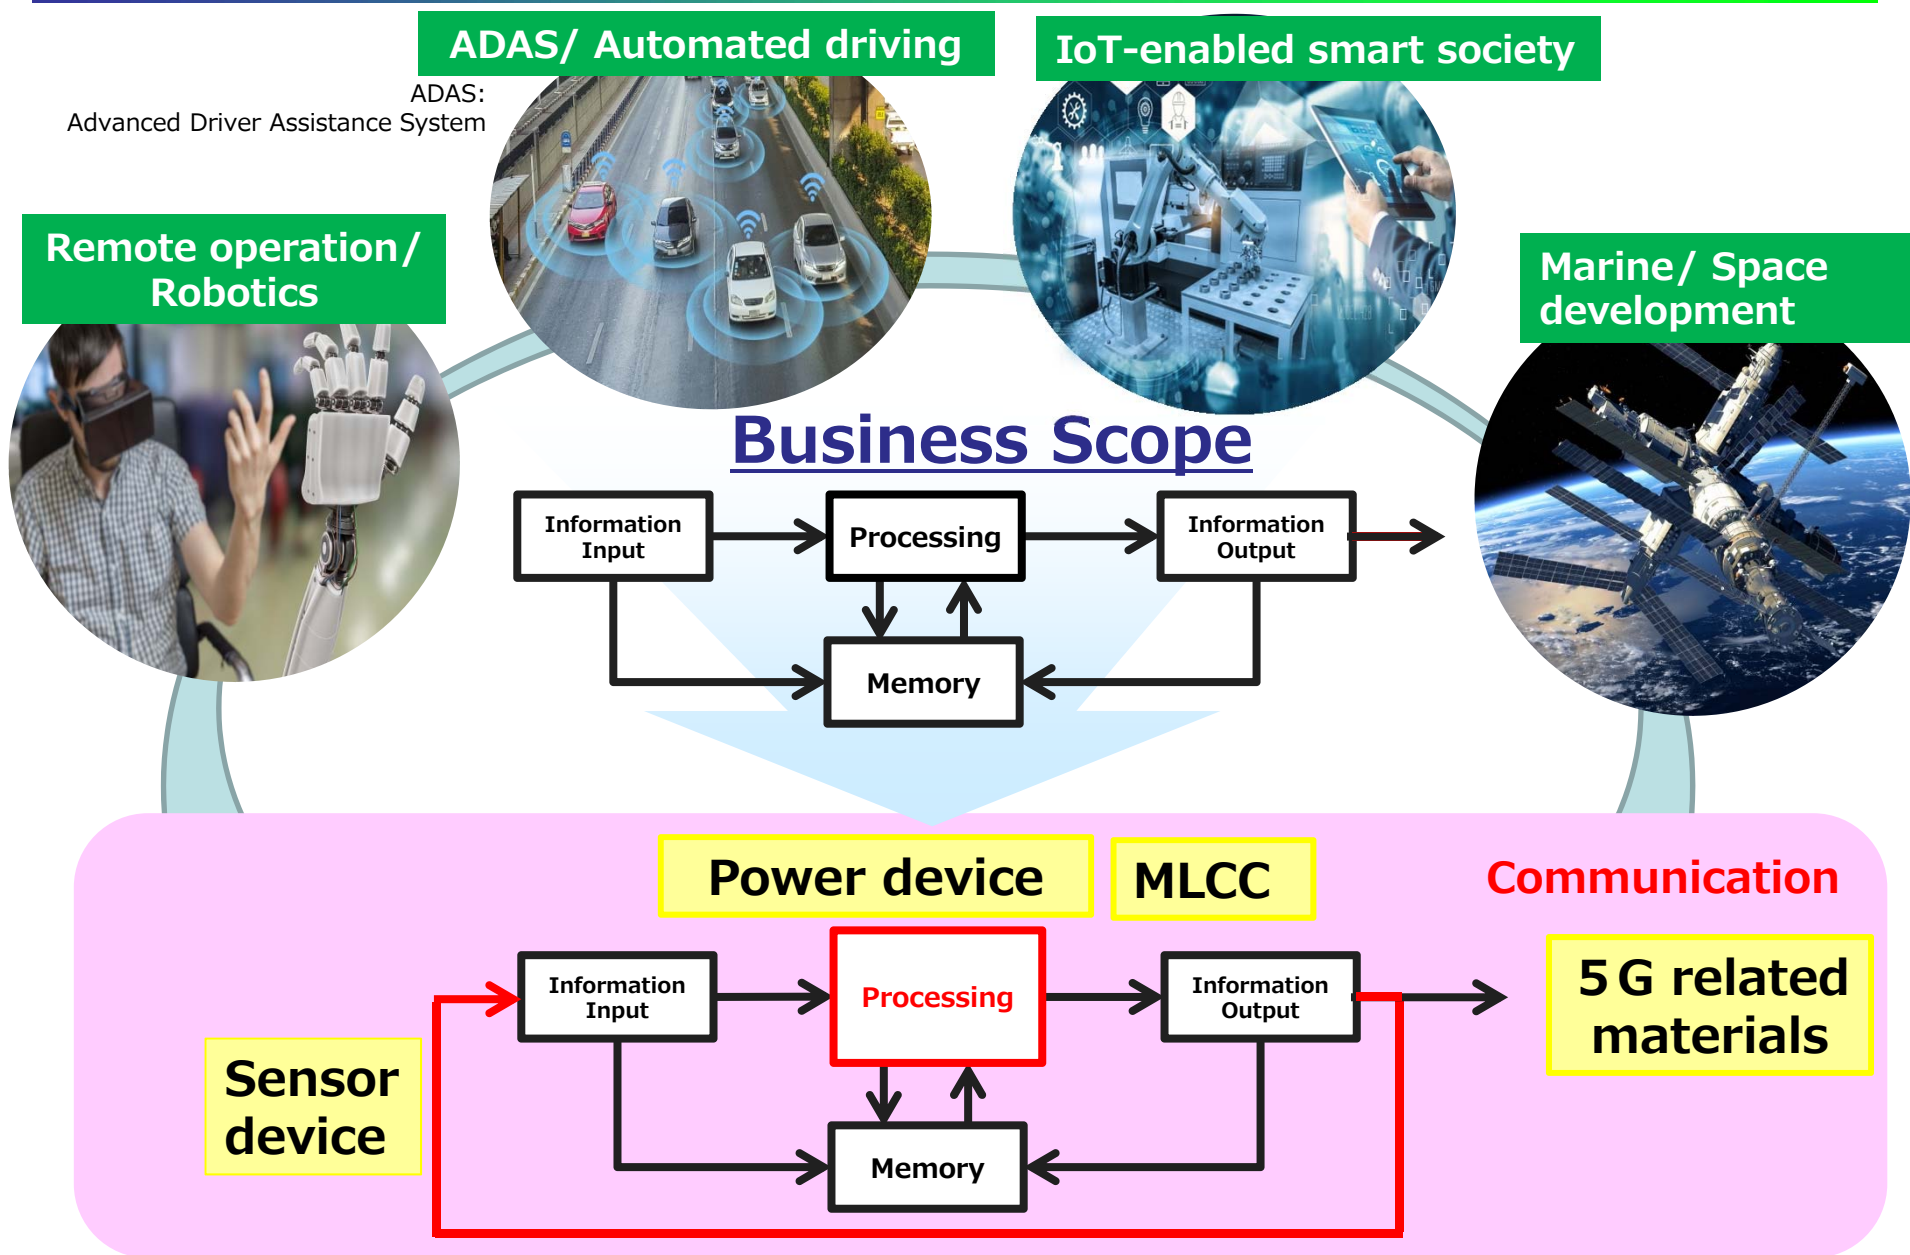 ADAS/ Automated driving
IoT-enabled smart society
ADAS:
Advanced Driver Assistance System
Remote operation/
Robotics
Marine/ Space
development
Business Scope
Information
Input
Processing
Information
Output
Memory
Power device
MLCC
Communication
Information
Input
Processing
Information
Output
5G related
materials
Sensor
device
Memory